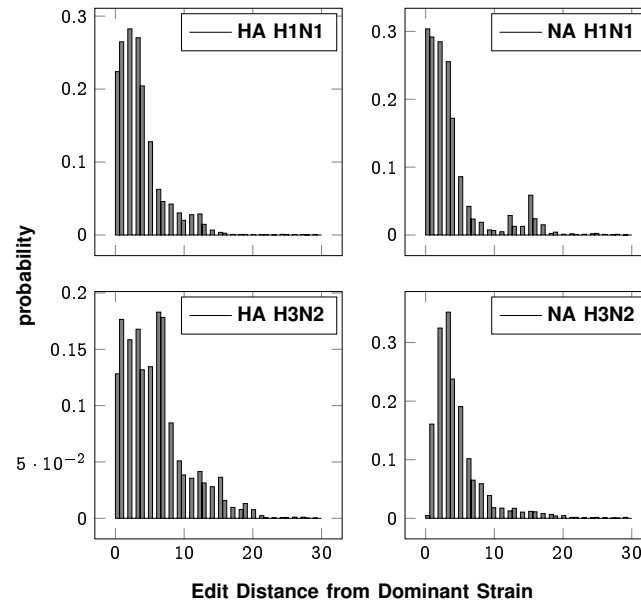 HA H1N1
0.3
0.2
0.1
0
NA H1N1
0.3
0.2
0.1
0
probability
HA H3N2
0.2
0.15
0.1
5 · 10⁻²
0
0 10 20 30
NA H3N2
0.3
0.2
0.1
0
0 10 20 30
Edit Distance from Dominant Strain